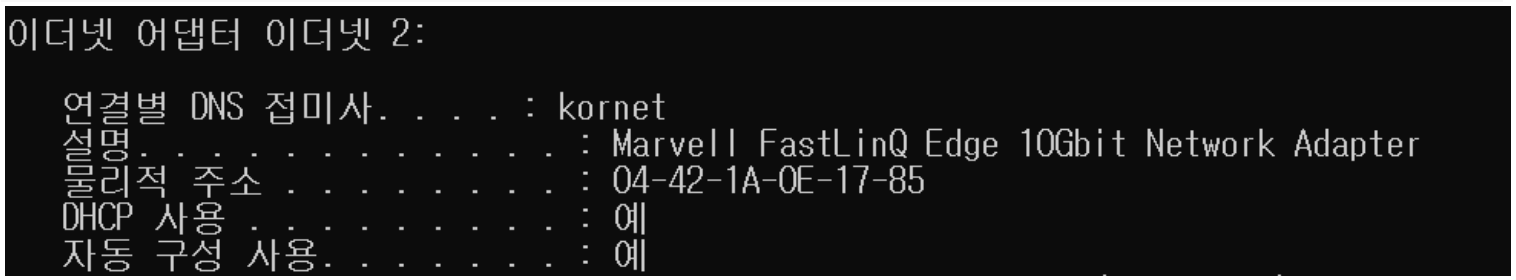 이더넷 어댑터 이더넷 2:
연결별 DNS 접미사. . . . : kornet
설명. . . . . . . . . . . . : Marvell FastLinQ Edge 10Gbit Network Adapter
물리적 주소 . . . . . . . . : 04-42-1A-0E-17-85
DHCP 사용 . . . . . . . . . : 예
자동 구성 사용. . . . . . . : 예